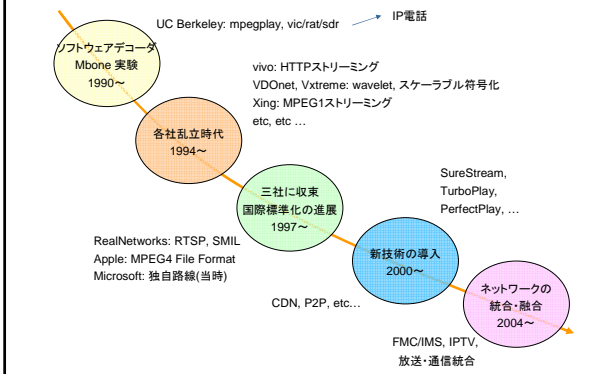 UC Berkeley: mpegplay, vic/rat/sdr
IP電話
ソフトウェアデコーダ
Mbone 実験
1990～
vivo: HTTPストリーミング
VDOnet, Vxtreme: wavelet, スケーラブル符号化
Xing: MPEG1ストリーミング
etc, etc …
各社乱立時代
1994～
三社に収束
国際標準化の進展
1997～
SureStream,
TurboPlay,
PerfectPlay, …
RealNetworks: RTSP, SMIL
Apple: MPEG4 File Format
Microsoft: 独自路線(当時)
新技術の導入
2000～
CDN, P2P, etc…
ネットワークの
統合・融合
2004～
FMC/IMS, IPTV,
放送・通信統合